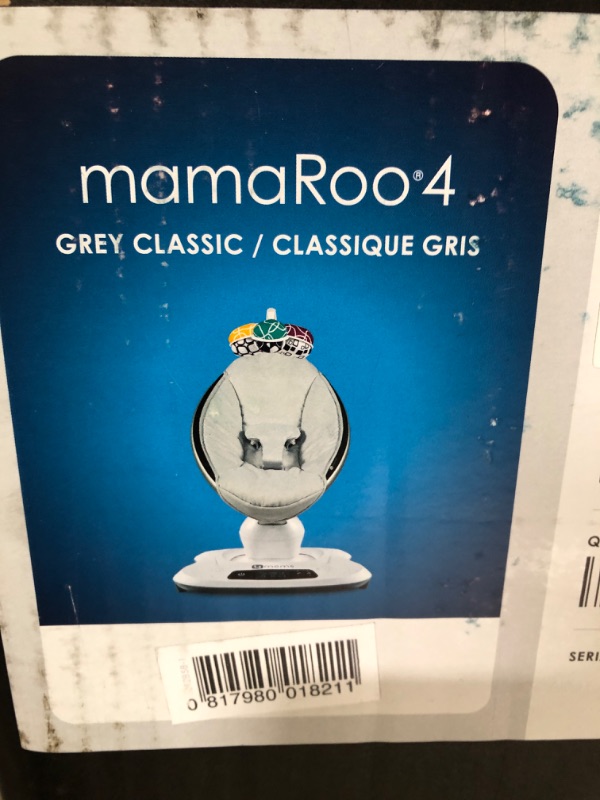 mamaRoo®4
GREY CLASSIC / CLASSIQUE GRIS
0 817980 018211
Q
SERI